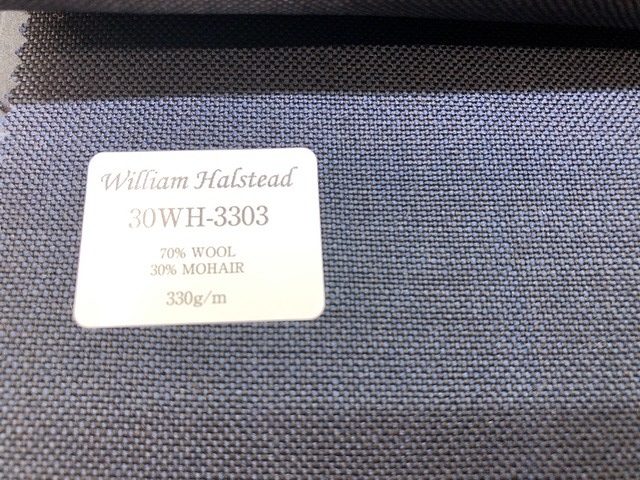 William Halstead
30WH-3303
70% WOOL
30% MOHAIR
330g/m